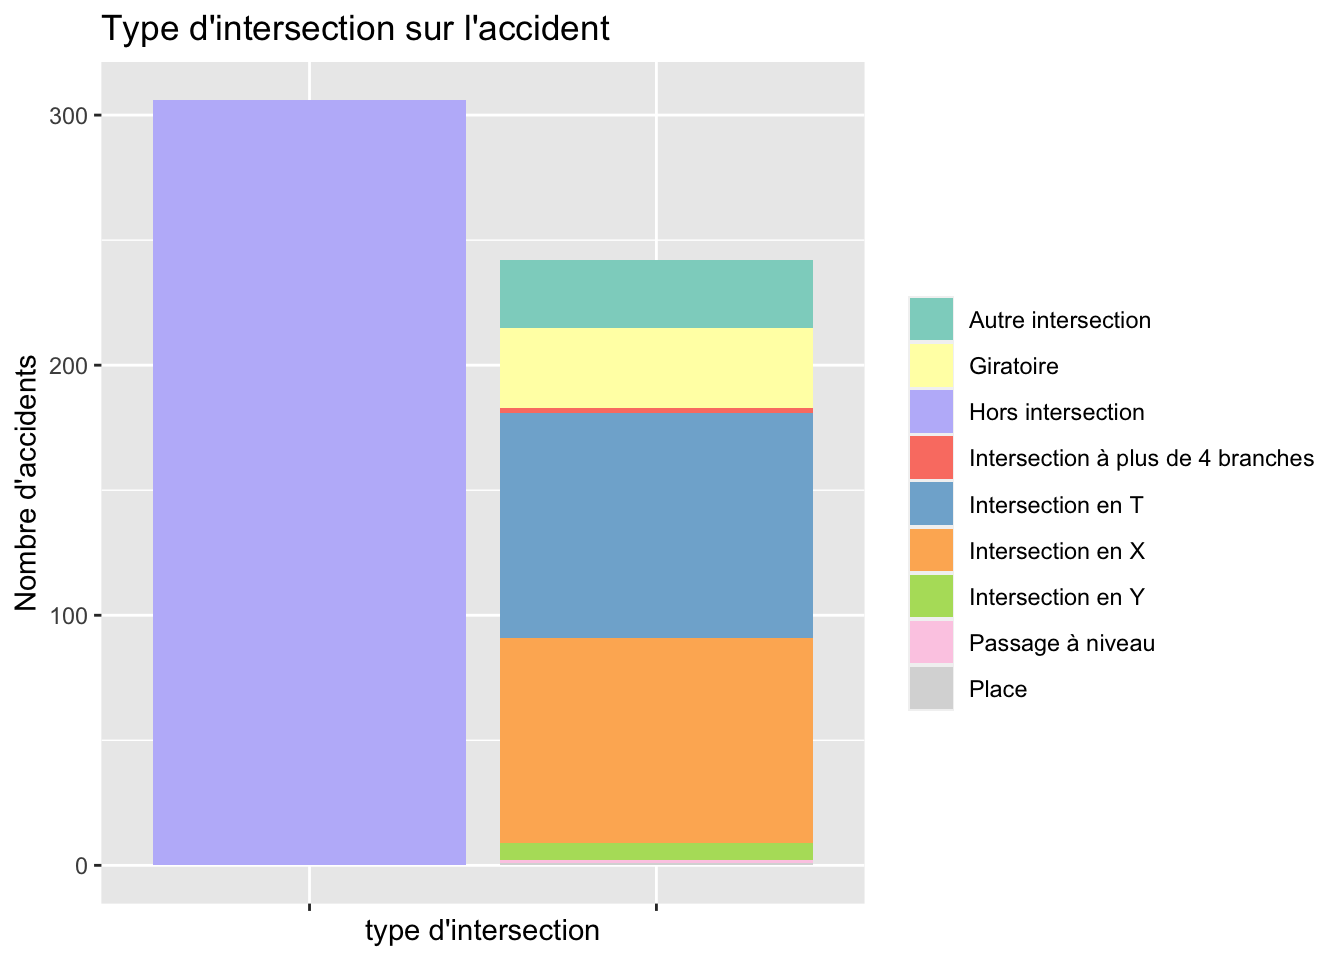 Type d'intersection sur l'accident
Nombre d'accidents
300
200
100
0
type d'intersection
Autre intersection
Giratoire
Hors intersection
Intersection à plus de 4 branches
Intersection en T
Intersection en X
Intersection en Y
Passage à niveau
Place